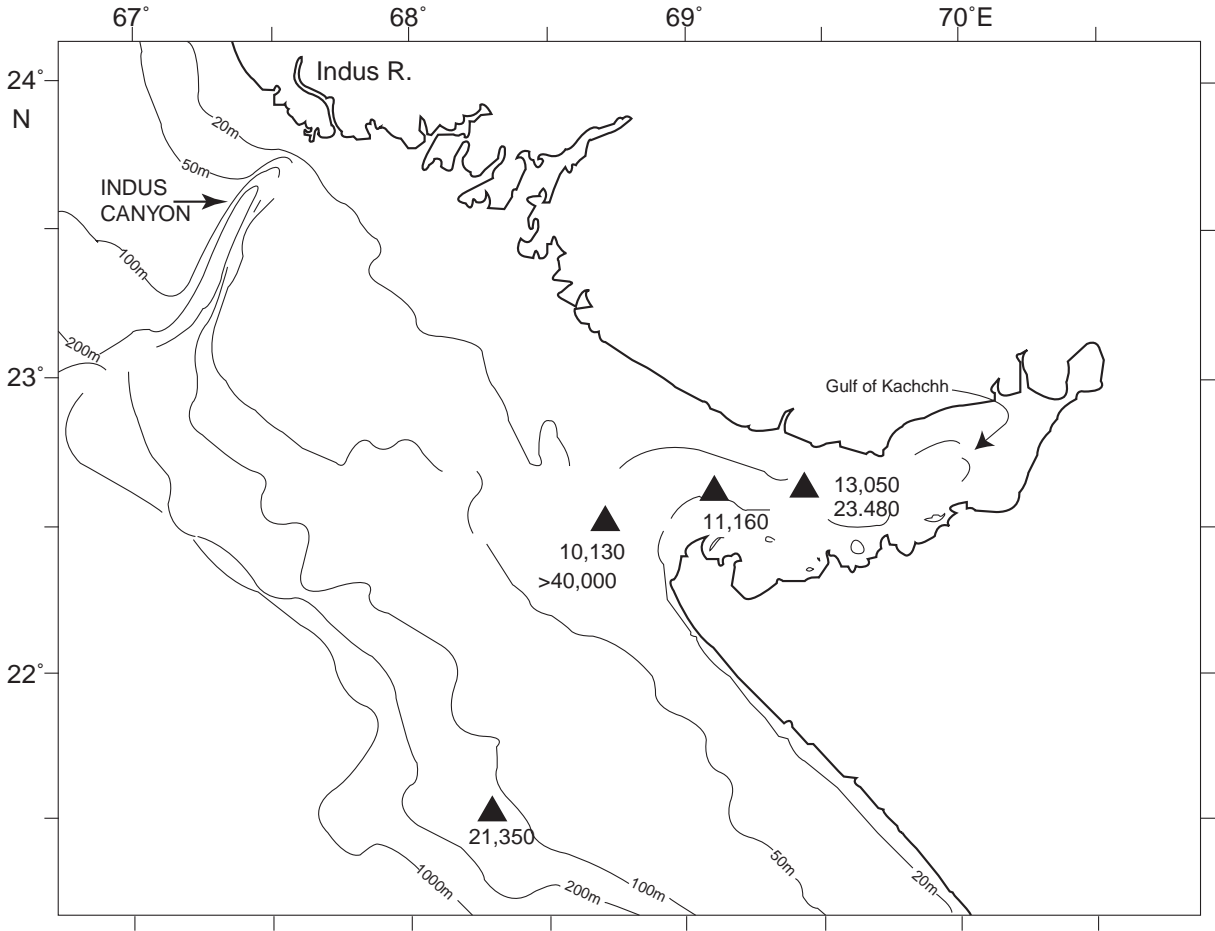 67° 68° 69° 70°E
24°
Indus R.
N
20m
50m
INDUS
CANYON
100m
200m
23°
Gulf of Kachchh
13,050
23.480
11,160
10,130
>40,000
22°
21,350
50m
20m
1000m
200m
100m